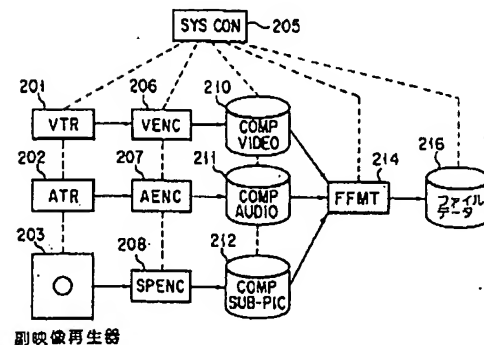 SYS CON
205
201
206
210
VTR
VENC
COMP
VIDEO
202
207
211
214
216
ATR
AENC
COMP
AUDIO
FFMT
ファイル
データ
203
208
212
SPENC
COMP
SUB-PIC
副映像再生器